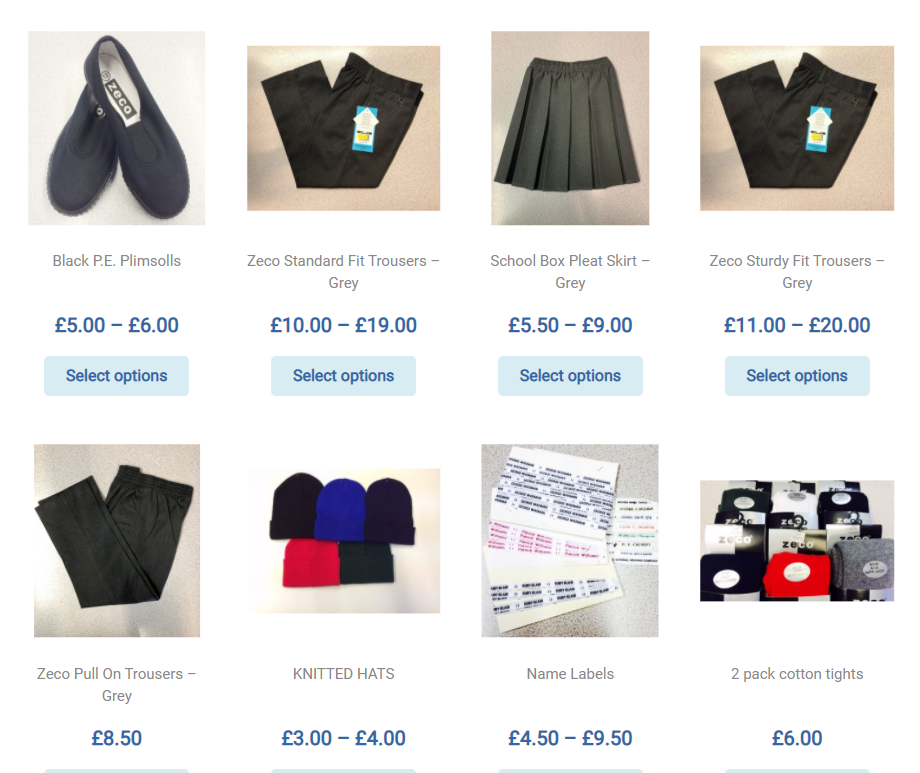 zeco
Black P.E. Plimsolls
Zeco Standard Fit Trousers –
Grey
School Box Pleat Skirt –
Grey
Zeco Sturdy Fit Trousers –
Grey
£5.00 – £6.00
£10.00 – £19.00
£5.50 – £9.00
£11.00 – £20.00
Select options
Select options
Select options
Select options
zeco
zeco
Zeco Pull On Trousers –
Grey
KNITTED HATS
Name Labels
2 pack cotton tights
£8.50
£3.00 – £4.00
£4.50 – £9.50
£6.00